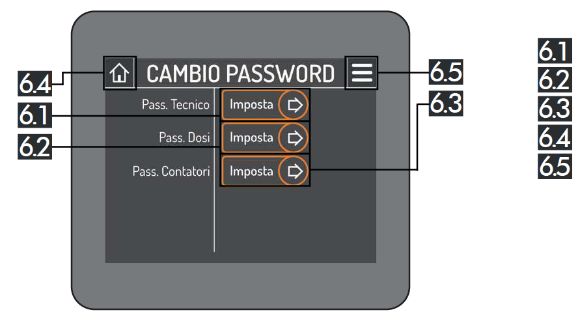 CAMBIO PASSWORD
6.4
6.5
Pass. Tecnico Imposta
6.1
6.3
Pass. Dosi Imposta
6.2
Pass. Contatori Imposta
6.1
6.2
6.3
6.4
6.5